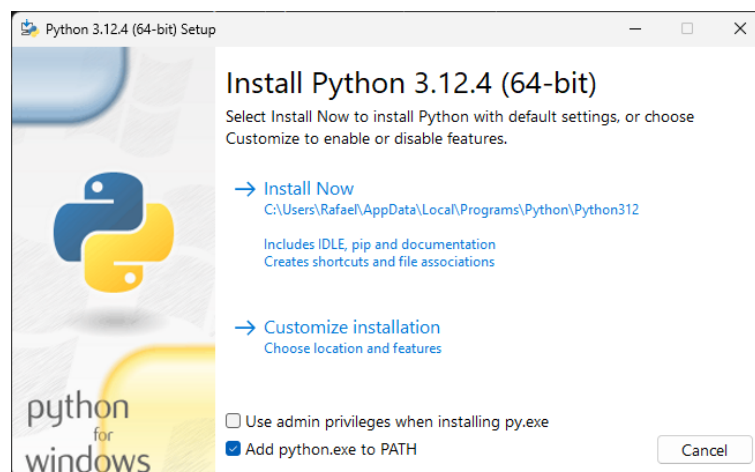 Python 3.12.4 (64-bit) Setup
Install Python 3.12.4 (64-bit)
Select Install Now to install Python with default settings, or choose
Customize to enable or disable features.
Install Now
C:\Users\Rafael\AppData\Local\Programs\Python\Python312
Includes IDLE, pip and documentation
Creates shortcuts and file associations
Customize installation
Choose location and features
Use admin privileges when installing py.exe
Add python.exe to PATH
Cancel
python
for
windows